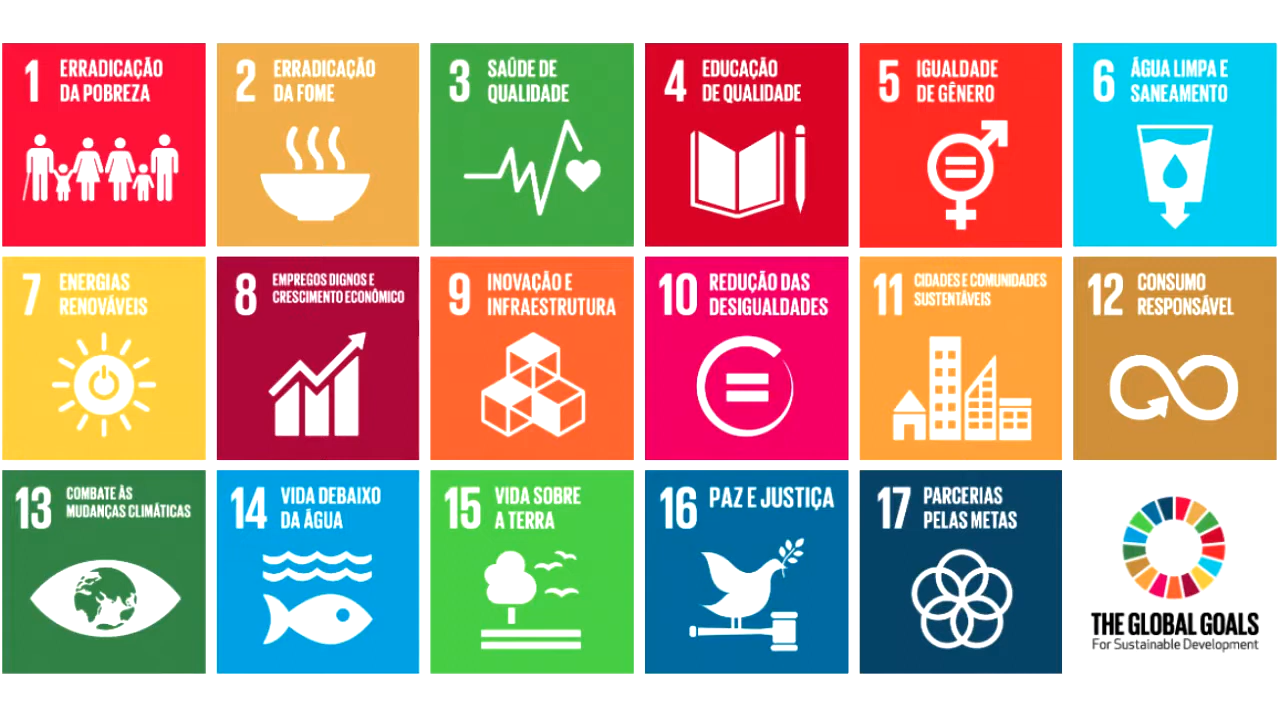 1 ERRADICAÇÃO
DA POBREZA
2 ERRADICAÇÃO
DA FOME
3 SAÚDE DE
QUALIDADE
4 EDUCAÇÃO
DE QUALIDADE
5 IGUALDADE
DE GÊNERO
6 ÁGUA LIMPA E
SANEAMENTO
7 ENERGIAS
RENOVÁVEIS
8 EMPREGOS DIGNOS E
CRESCIMENTO ECONÔMICO
9 INOVAÇÃO E
INFRAESTRUTURA
10 REDUÇÃO DAS
DESIGUALDADES
11 CIDADES E COMUNIDADES
SUSTENTÁVEIS
12 CONSUMO
RESPONSÁVEL
13 COMBATE ÀS
MUDANÇAS CLIMÁTICAS
14 VIDA DEBAIXO
DA ÁGUA
15 VIDA SOBRE
A TERRA
16 PAZ E JUSTIÇA
17 PARCERIAS
PELAS METAS
THE GLOBAL GOALS
For Sustainable Development